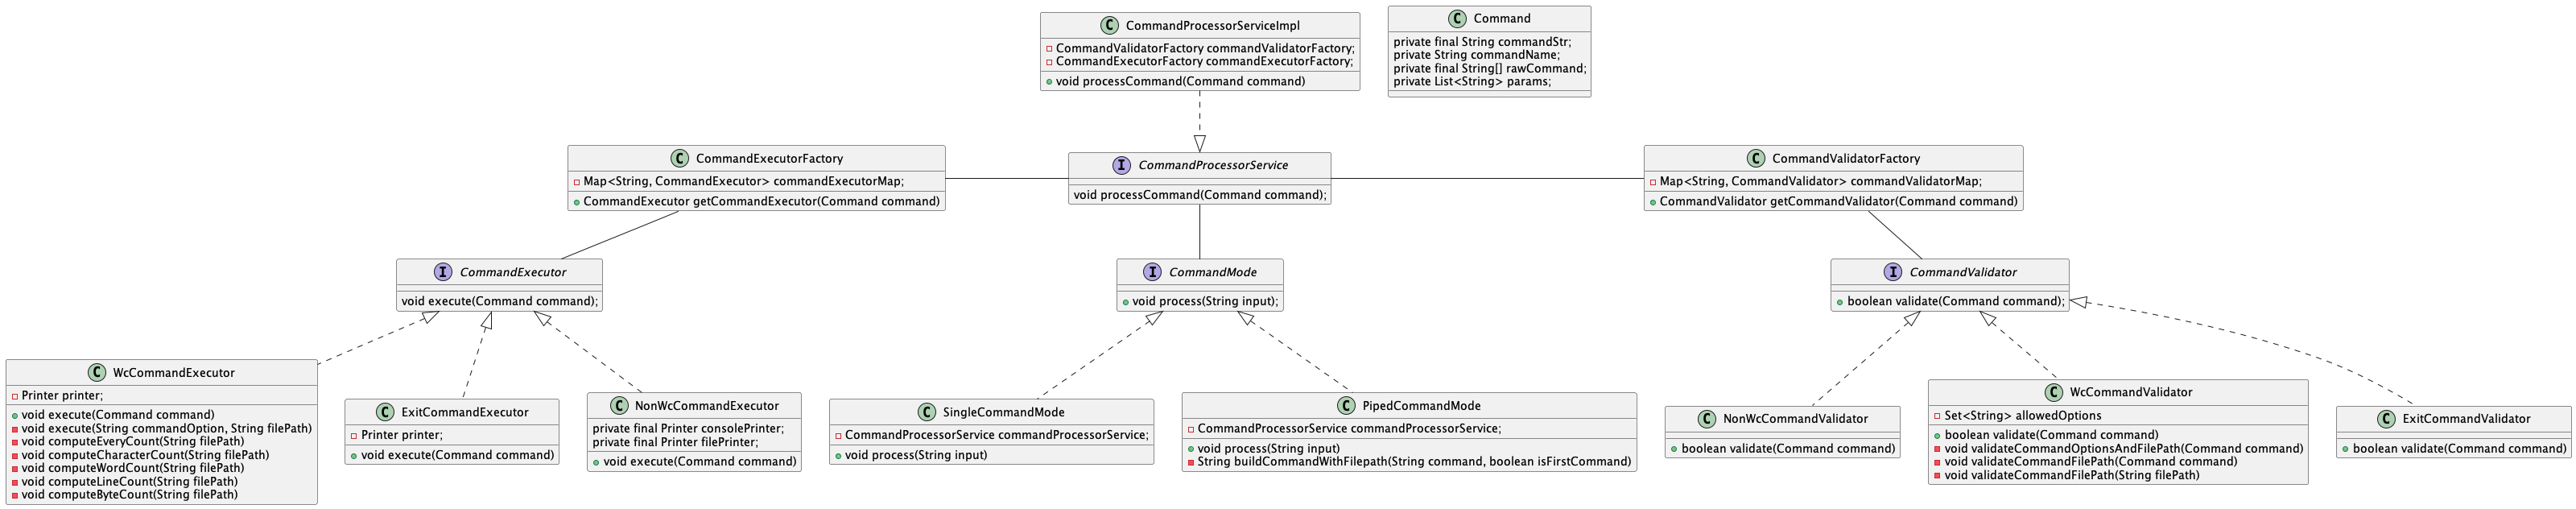 C CommandProcessorServiceImpl
CommandValidatorFactory commandValidatorFactory;
CommandExecutorFactory commandExecutorFactory;
void processCommand(Command command)
C Command
private final String commandStr;
private String commandName;
private final String[] rawCommand;
private List<String> params;
C CommandExecutorFactory
Map<String, CommandExecutor> commandExecutorMap;
CommandExecutor getCommandExecutor(Command command)
I CommandProcessorService
void processCommand(Command command);
C CommandValidatorFactory
Map<String, CommandValidator> commandValidatorMap;
CommandValidator getCommandValidator(Command command)
I CommandExecutor
void execute(Command command);
I CommandMode
void process(String input);
I CommandValidator
boolean validate(Command command);
C WcCommandExecutor
Printer printer;
void execute(Command command)
void execute(String commandOption, String filePath)
void computeEveryCount(String filePath)
void computeCharacterCount(String filePath)
void computeWordCount(String filePath)
void computeLineCount(String filePath)
void computeByteCount(String filePath)
C ExitCommandExecutor
Printer printer;
void execute(Command command)
C NonWcCommandExecutor
private final Printer consolePrinter;
private final Printer filePrinter;
void execute(Command command)
C SingleCommandMode
CommandProcessorService commandProcessorService;
void process(String input)
C PipedCommandMode
CommandProcessorService commandProcessorService;
void process(String input)
String buildCommandWithFilepath(String command, boolean isFirstCommand)
C NonWcCommandValidator
boolean validate(Command command)
C WcCommandValidator
Set<String> allowedOptions
boolean validate(Command command)
void validateCommandOptionsAndFilePath(Command command)
void validateCommandFilePath(Command command)
void validateCommandFilePath(String filePath)
C ExitCommandValidator
boolean validate(Command command)